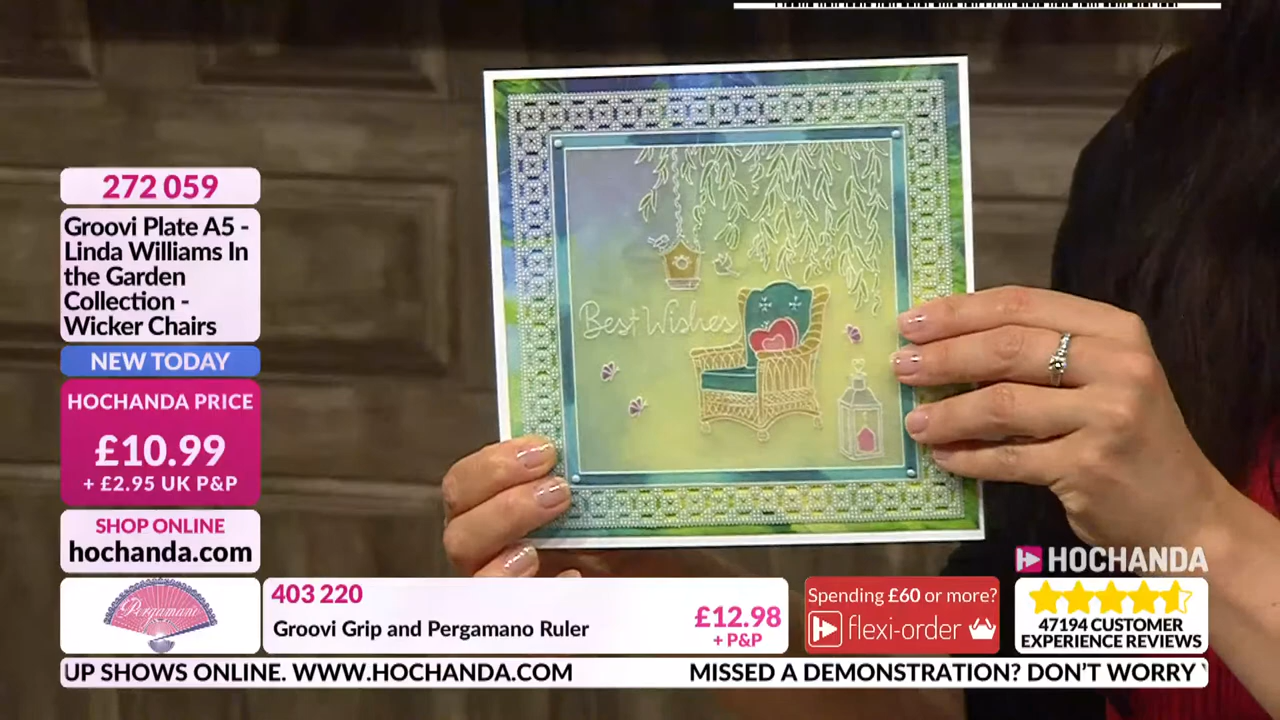 272 059
Groovi Plate A5 -
Linda Williams In
the Garden
Collection -
Wicker Chairs
NEW TODAY
HOCHANDA PRICE
£10.99
+ £2.95 UK P&P
SHOP ONLINE
hochanda.com
Best Wishes
HOCHANDA
Pergamano
403 220
Groovi Grip and Pergamano Ruler
£12.98
+ P&P
Spending £60 or more?
flexi-order
47194 CUSTOMER
EXPERIENCE REVIEWS
UP SHOWS ONLINE. WWW.HOCHANDA.COM MISSED A DEMONSTRATION? DON'T WORRY